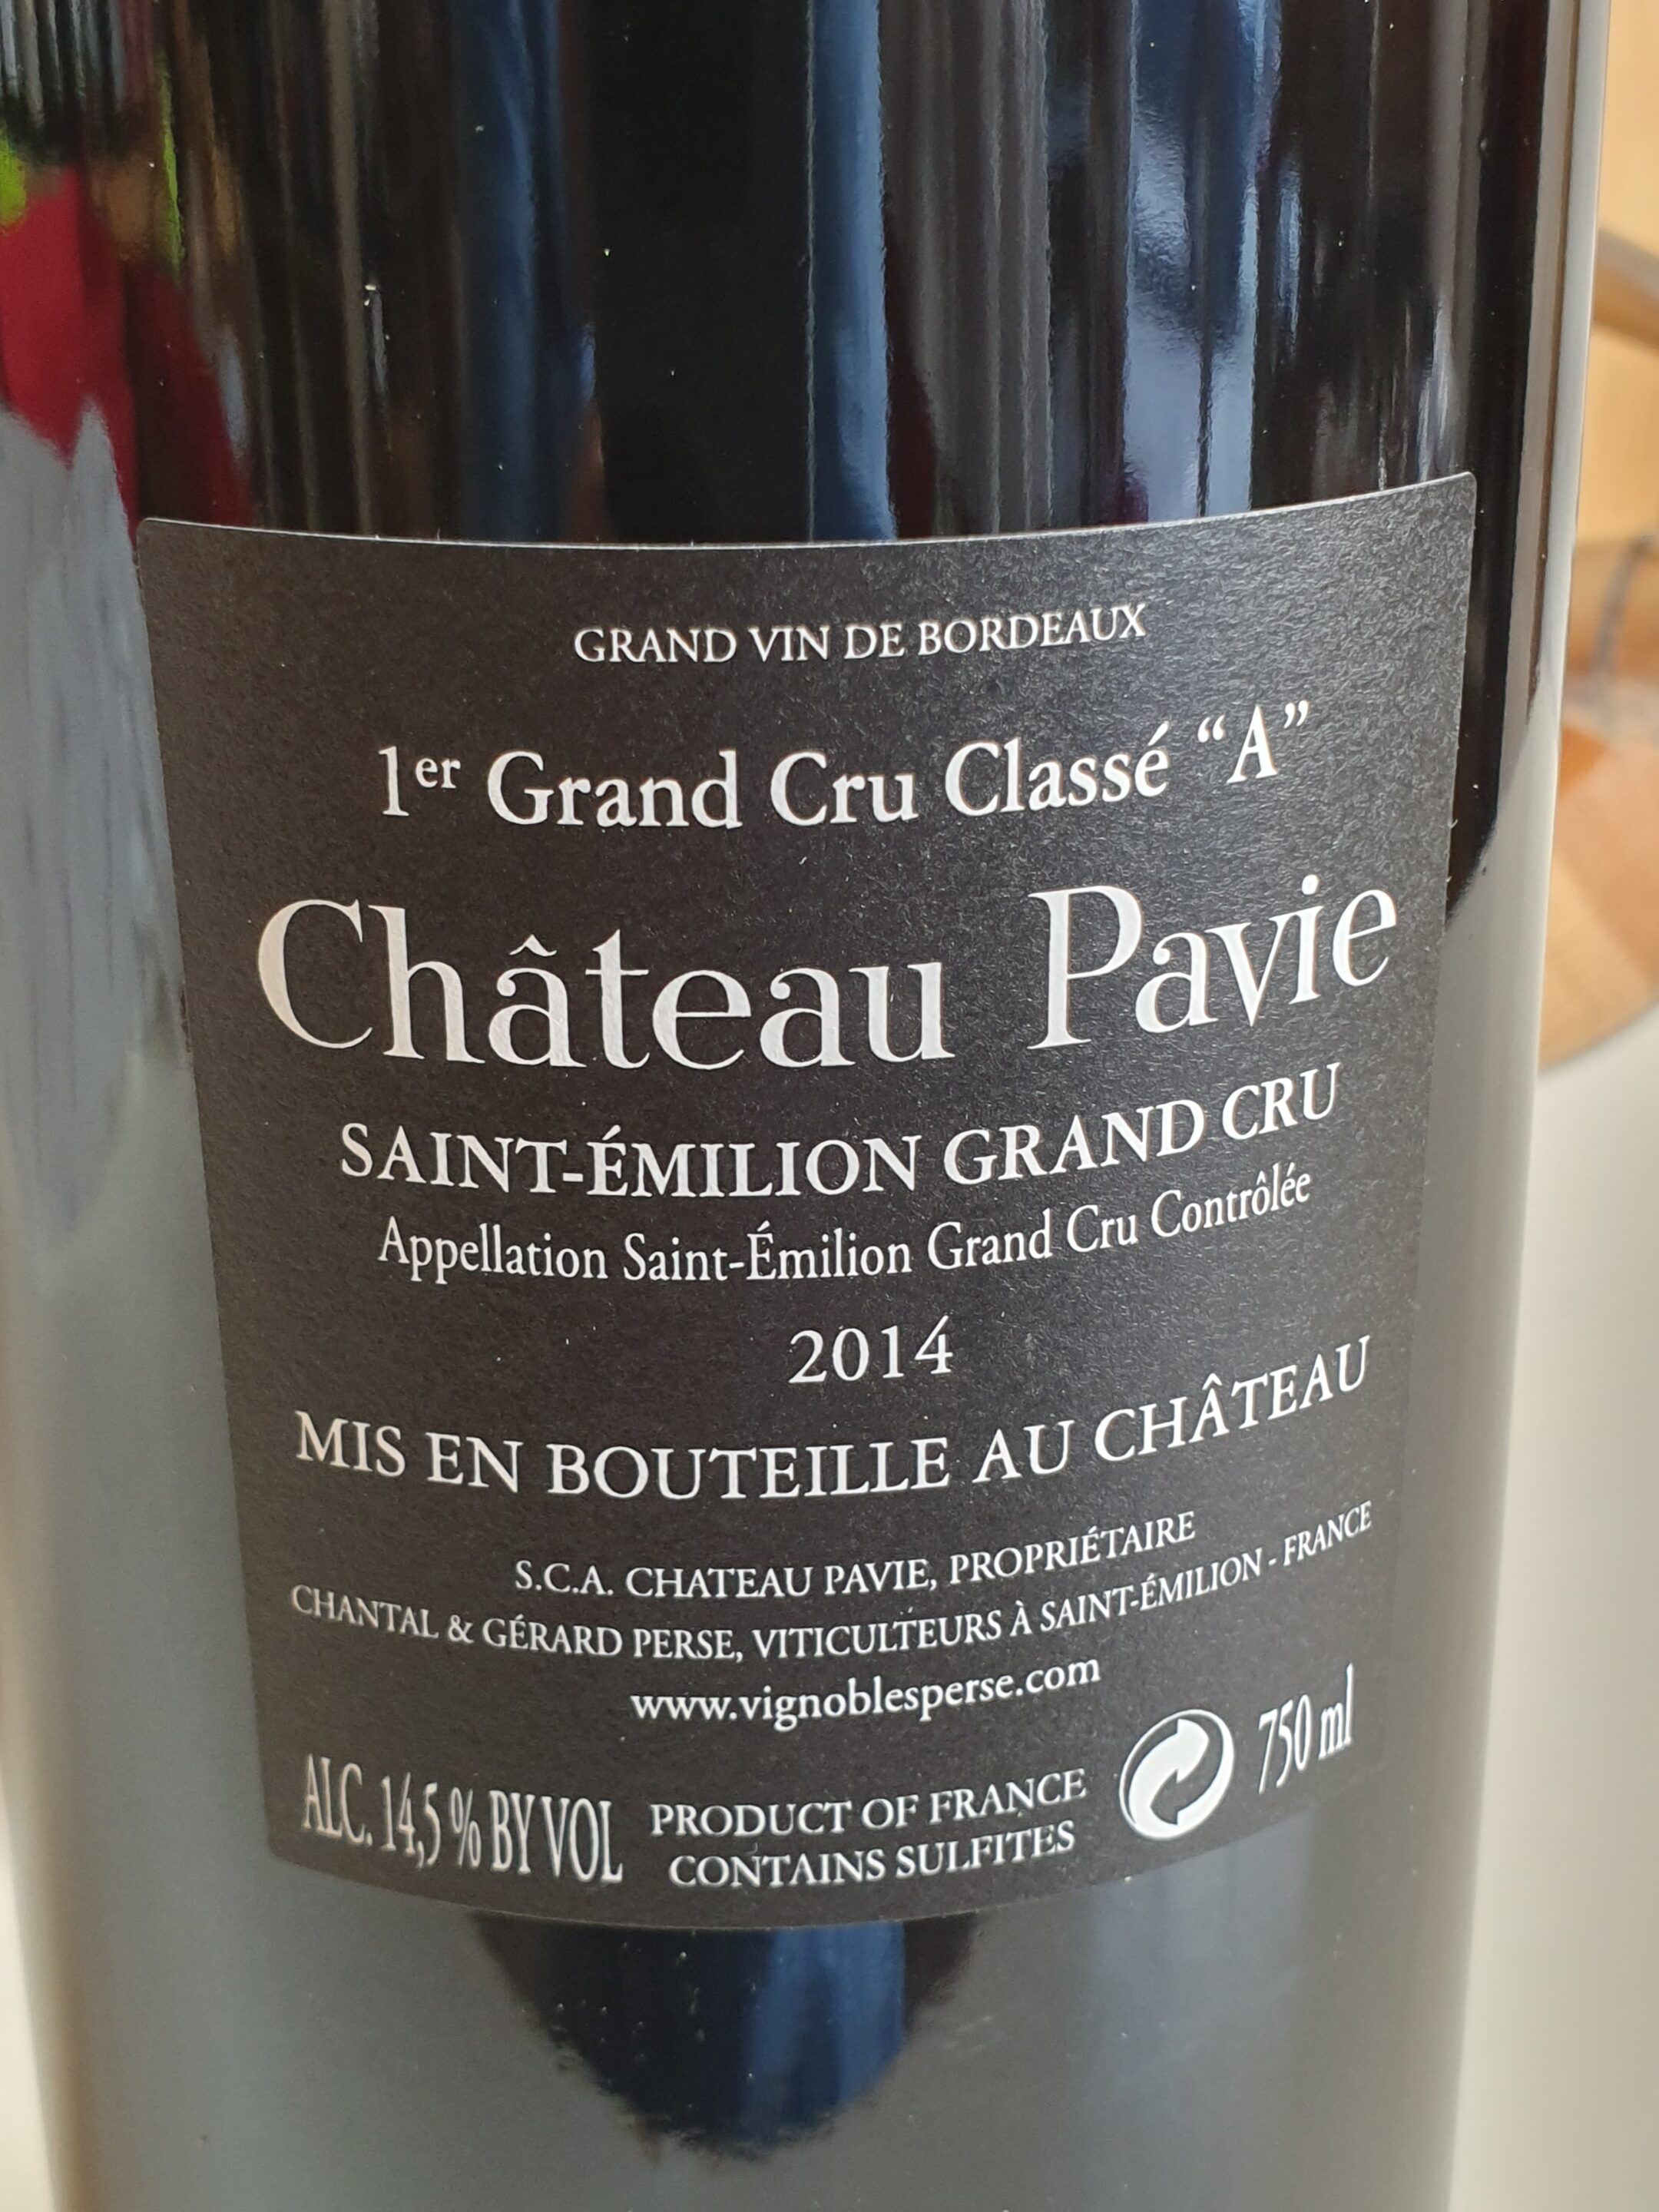 GRAND VIN DE BORDEAUX
1er Grand Cru Classé “A”
Château Pavie
SAINT-ÉMILION GRAND CRU
Appellation Saint-Émilion Grand Cru Contrôlée
2014
MIS EN BOUTEILLE AU CHÂTEAU
S.C.A. CHATEAU PAVIE, PROPRIÉTAIRE
CHANTAL & GÉRARD PERSE, VITICULTEURS À SAINT-ÉMILION - FRANCE
www.vignoblesperse.com
ALC. 14,5 % BY VOL PRODUCT OF FRANCE 750 ml
CONTAINS SULFITES